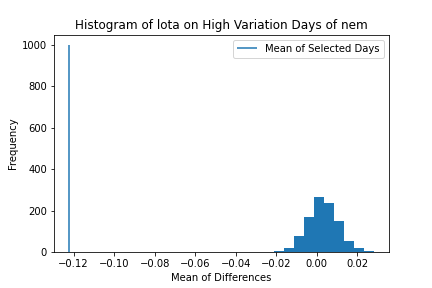 Histogram of lota on High Variation Days of nem
Mean of Selected Days
Frequency
1000
800
600
400
200
0
−0.12 −0.10 −0.08 −0.06 −0.04 −0.02 0.00 0.02
Mean of Differences